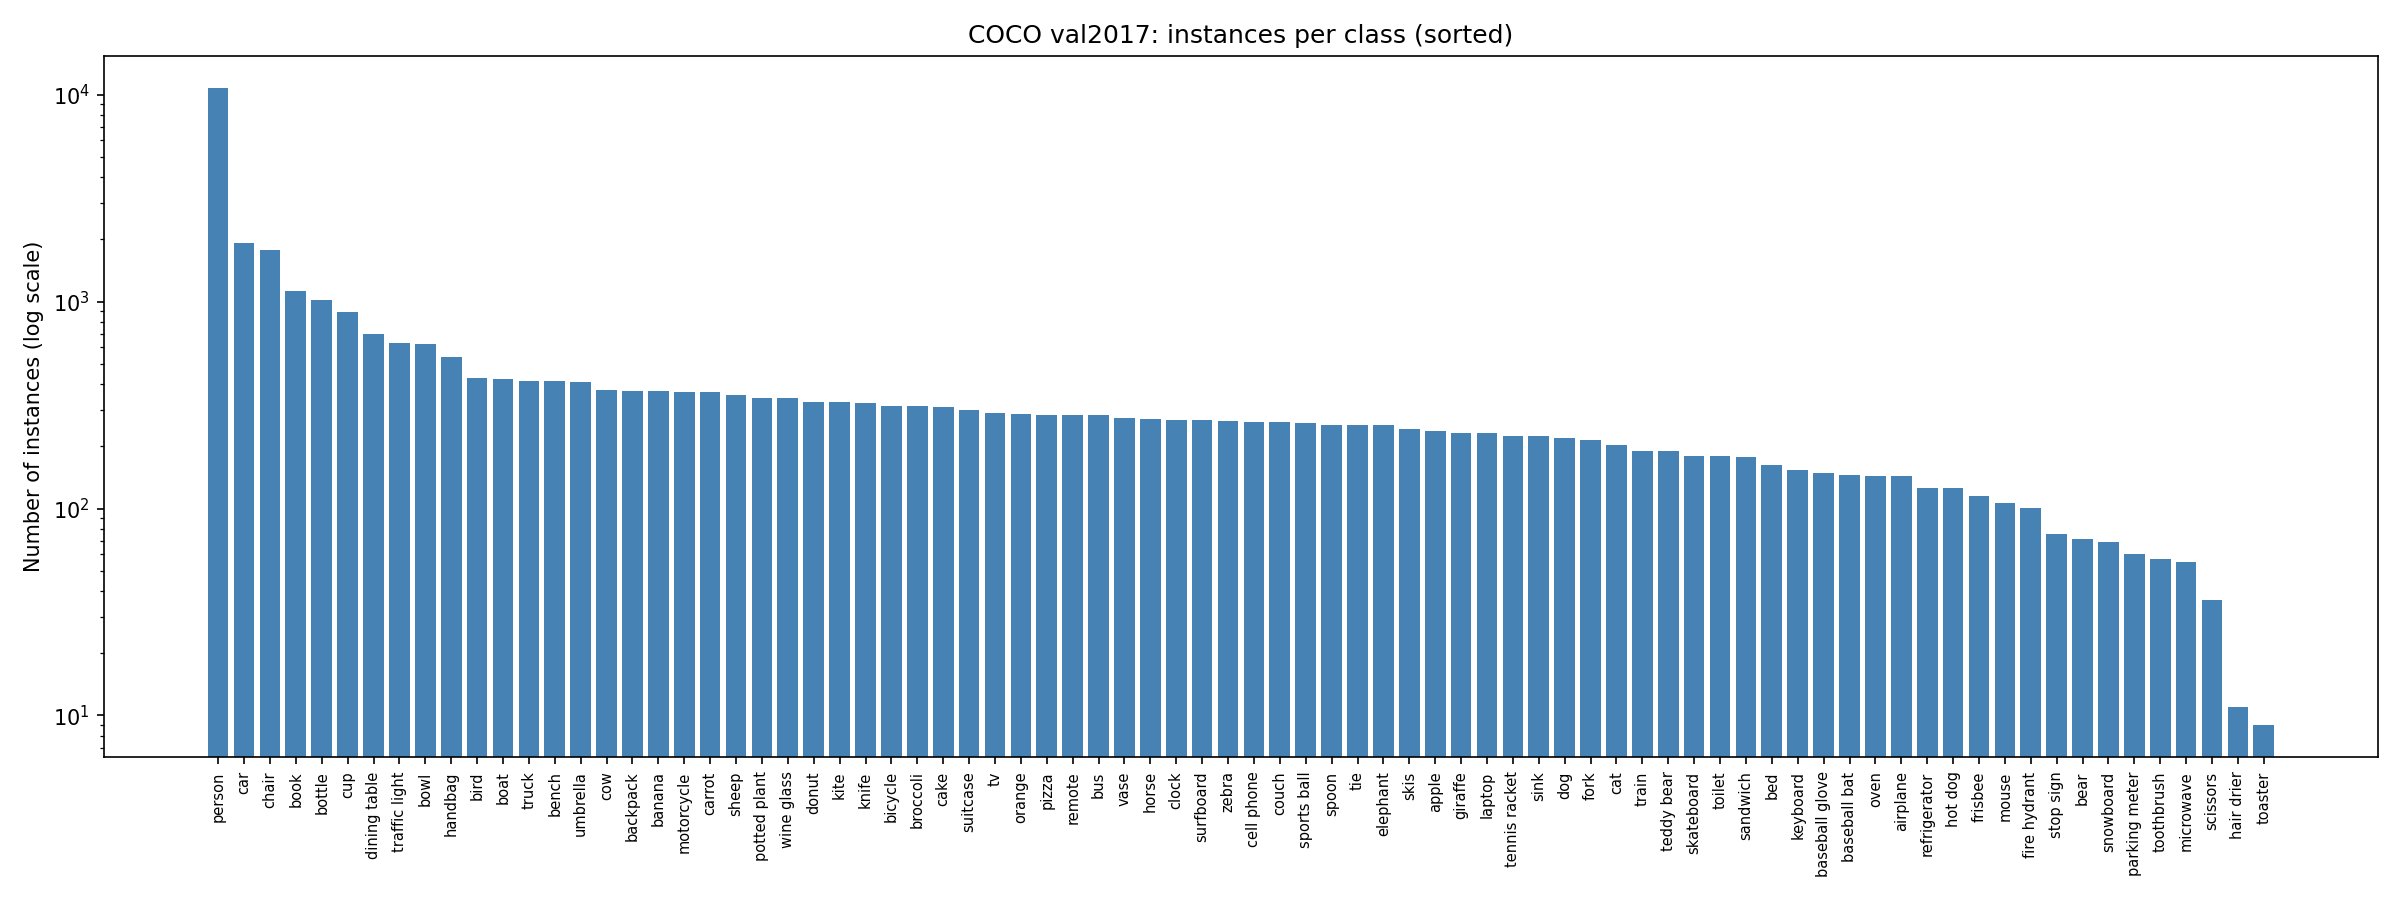 COCO val2017: instances per class (sorted)
Number of instances (log scale)
10^4
10^3
10^2
10^1
person
car
chair
book
bottle
cup
dining table
traffic light
bowl
handbag
bird
boat
truck
bench
umbrella
cow
backpack
banana
motorcycle
carrot
sheep
potted plant
wine glass
donut
kite
knife
bicycle
broccoli
cake
suitcase
tv
orange
pizza
remote
bus
vase
horse
clock
surfboard
zebra
cell phone
couch
sports ball
spoon
tie
elephant
skis
apple
giraffe
laptop
tennis racket
sink
dog
fork
cat
train
teddy bear
skateboard
toilet
sandwich
bed
keyboard
baseball glove
baseball bat
oven
airplane
refrigerator
hot dog
frisbee
mouse
fire hydrant
stop sign
bear
snowboard
parking meter
toothbrush
microwave
scissors
hair drier
toaster